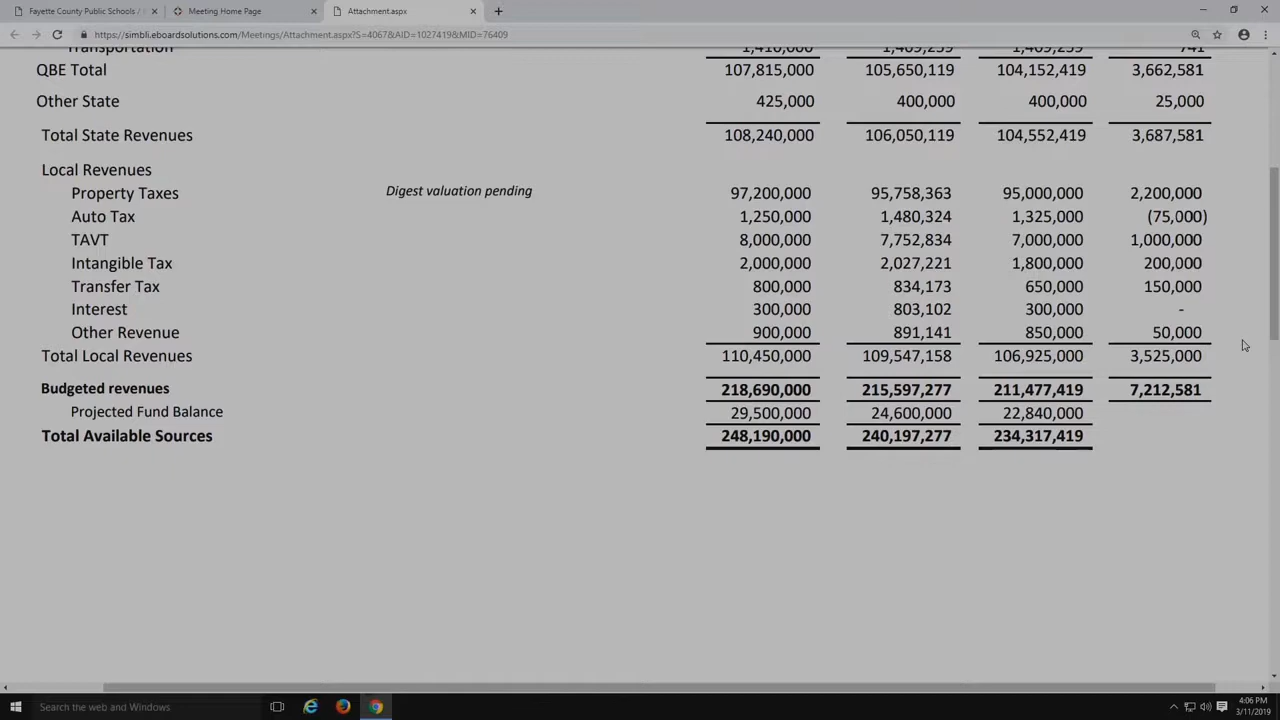 Fayette County Public Schools /
Meeting Home Page
Attachment.aspx
https://simbli.eboardsolutions.com/Meetings/Attachment.aspx?S=4067&AID=1027419&MID=76409
Transportation 1,410,000 1,409,259 1,409,259 741
QBE Total 107,815,000 105,650,119 104,152,419 3,662,581
Other State 425,000 400,000 400,000 25,000
Total State Revenues 108,240,000 106,050,119 104,552,419 3,687,581
Local Revenues
Property Taxes Digest valuation pending 97,200,000 95,758,363 95,000,000 2,200,000
Auto Tax 1,250,000 1,480,324 1,325,000 (75,000)
TAVT 8,000,000 7,752,834 7,000,000 1,000,000
Intangible Tax 2,000,000 2,027,221 1,800,000 200,000
Transfer Tax 800,000 834,173 650,000 150,000
Interest 300,000 803,102 300,000 -
Other Revenue 900,000 891,141 850,000 50,000
Total Local Revenues 110,450,000 109,547,158 106,925,000 3,525,000
Budgeted revenues 218,690,000 215,597,277 211,477,419 7,212,581
Projected Fund Balance 29,500,000 24,600,000 22,840,000
Total Available Sources 248,190,000 240,197,277 234,317,419
Search the web and Windows
4:06 PM
3/11/2019